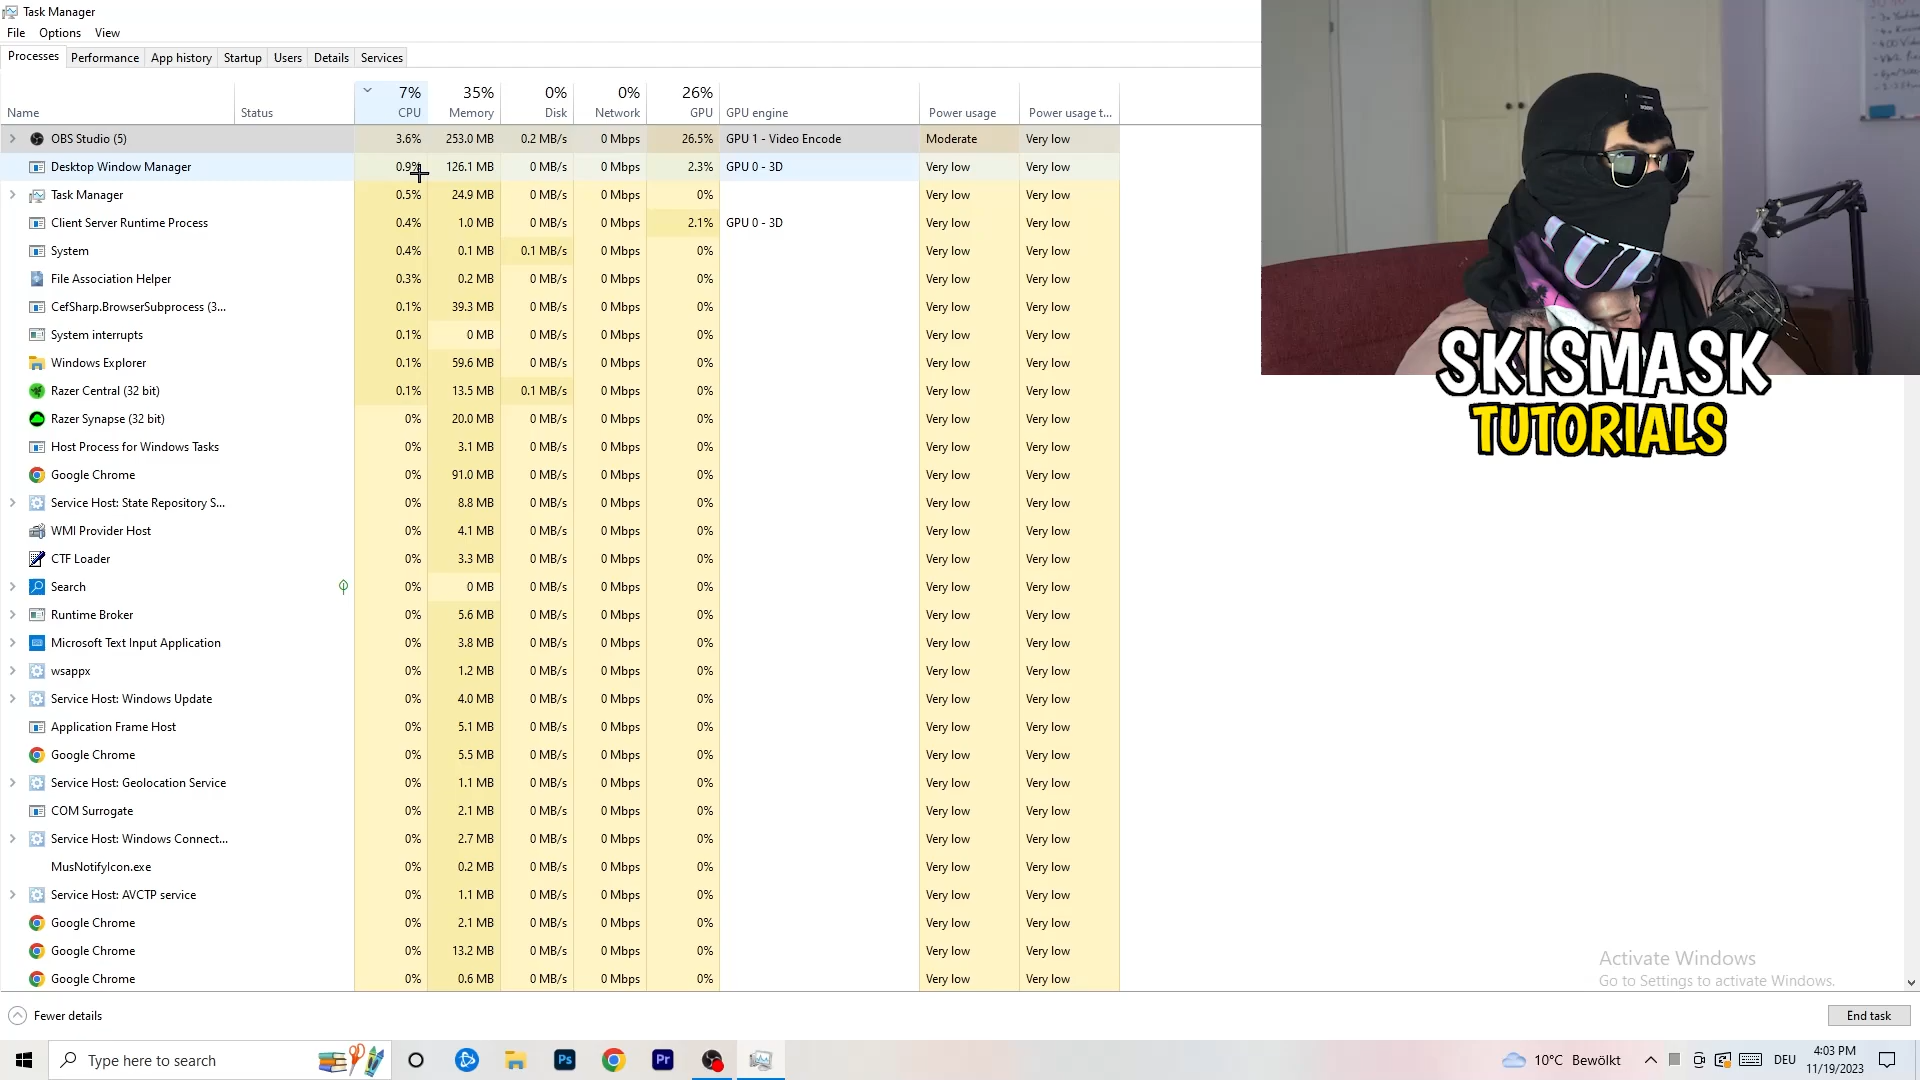 Task Manager
File Options View
Processes Performance App history Startup Users Details Services
7% 35% 0% 0% 26%
Name Status CPU Memory Disk Network GPU GPU engine Power usage Power usage t...
OBS Studio (5) 3.6% 253.0 MB 0.2 MB/s 0 Mbps 26.5% GPU 1 - Video Encode Moderate Very low
Desktop Window Manager 0.9% 126.1 MB 0 MB/s 0 Mbps 2.3% GPU 0 - 3D Very low Very low
Task Manager 0.5% 24.9 MB 0 MB/s 0 Mbps 0% Very low Very low
Client Server Runtime Process 0.4% 1.0 MB 0 MB/s 0 Mbps 2.1% GPU 0 - 3D Very low Very low
System 0.4% 0.1 MB 0.1 MB/s 0 Mbps 0% Very low Very low
File Association Helper 0.3% 0.2 MB 0 MB/s 0 Mbps 0% Very low Very low
CefSharp.BrowserSubprocess (3... 0.1% 39.3 MB 0 MB/s 0 Mbps 0% Very low Very low
System interrupts 0.1% 0 MB 0 MB/s 0 Mbps 0% Very low Very low
Windows Explorer 0.1% 59.6 MB 0 MB/s 0 Mbps 0% Very low Very low
Razer Central (32 bit) 0.1% 13.5 MB 0.1 MB/s 0 Mbps 0% Very low Very low
Razer Synapse (32 bit) 0% 20.0 MB 0 MB/s 0 Mbps 0% Very low Very low
Host Process for Windows Tasks 0% 3.1 MB 0 MB/s 0 Mbps 0% Very low Very low
Google Chrome 0% 91.0 MB 0 MB/s 0 Mbps 0% Very low Very low
Service Host: State Repository S... 0% 8.8 MB 0 MB/s 0 Mbps 0% Very low Very low
WMI Provider Host 0% 4.1 MB 0 MB/s 0 Mbps 0% Very low Very low
CTF Loader 0% 3.3 MB 0 MB/s 0 Mbps 0% Very low Very low
Search 0% 0 MB 0 MB/s 0 Mbps 0% Very low Very low
Runtime Broker 0% 5.6 MB 0 MB/s 0 Mbps 0% Very low Very low
Microsoft Text Input Application 0% 3.8 MB 0 MB/s 0 Mbps 0% Very low Very low
wsappx 0% 1.2 MB 0 MB/s 0 Mbps 0% Very low Very low
Service Host: Windows Update 0% 4.0 MB 0 MB/s 0 Mbps 0% Very low Very low
Application Frame Host 0% 5.1 MB 0 MB/s 0 Mbps 0% Very low Very low
Google Chrome 0% 5.5 MB 0 MB/s 0 Mbps 0% Very low Very low
Service Host: Geolocation Service 0% 1.1 MB 0 MB/s 0 Mbps 0% Very low Very low
COM Surrogate 0% 2.1 MB 0 MB/s 0 Mbps 0% Very low Very low
Service Host: Windows Connect... 0% 2.7 MB 0 MB/s 0 Mbps 0% Very low Very low
MusNotifyIcon.exe 0% 0.2 MB 0 MB/s 0 Mbps 0% Very low Very low
Service Host: AVCTP service 0% 1.1 MB 0 MB/s 0 Mbps 0% Very low Very low
Google Chrome 0% 2.1 MB 0 MB/s 0 Mbps 0% Very low Very low
Google Chrome 0% 13.2 MB 0 MB/s 0 Mbps 0% Very low Very low
Google Chrome 0% 0.6 MB 0 MB/s 0 Mbps 0% Very low Very low
SKISMASK
TUTORIALS
Activate Windows
Go to Settings to activate Windows.
Fewer details
End task
Type here to search
Ps
Pr
10°C Bewölkt
DEU
4:03 PM
11/19/2023